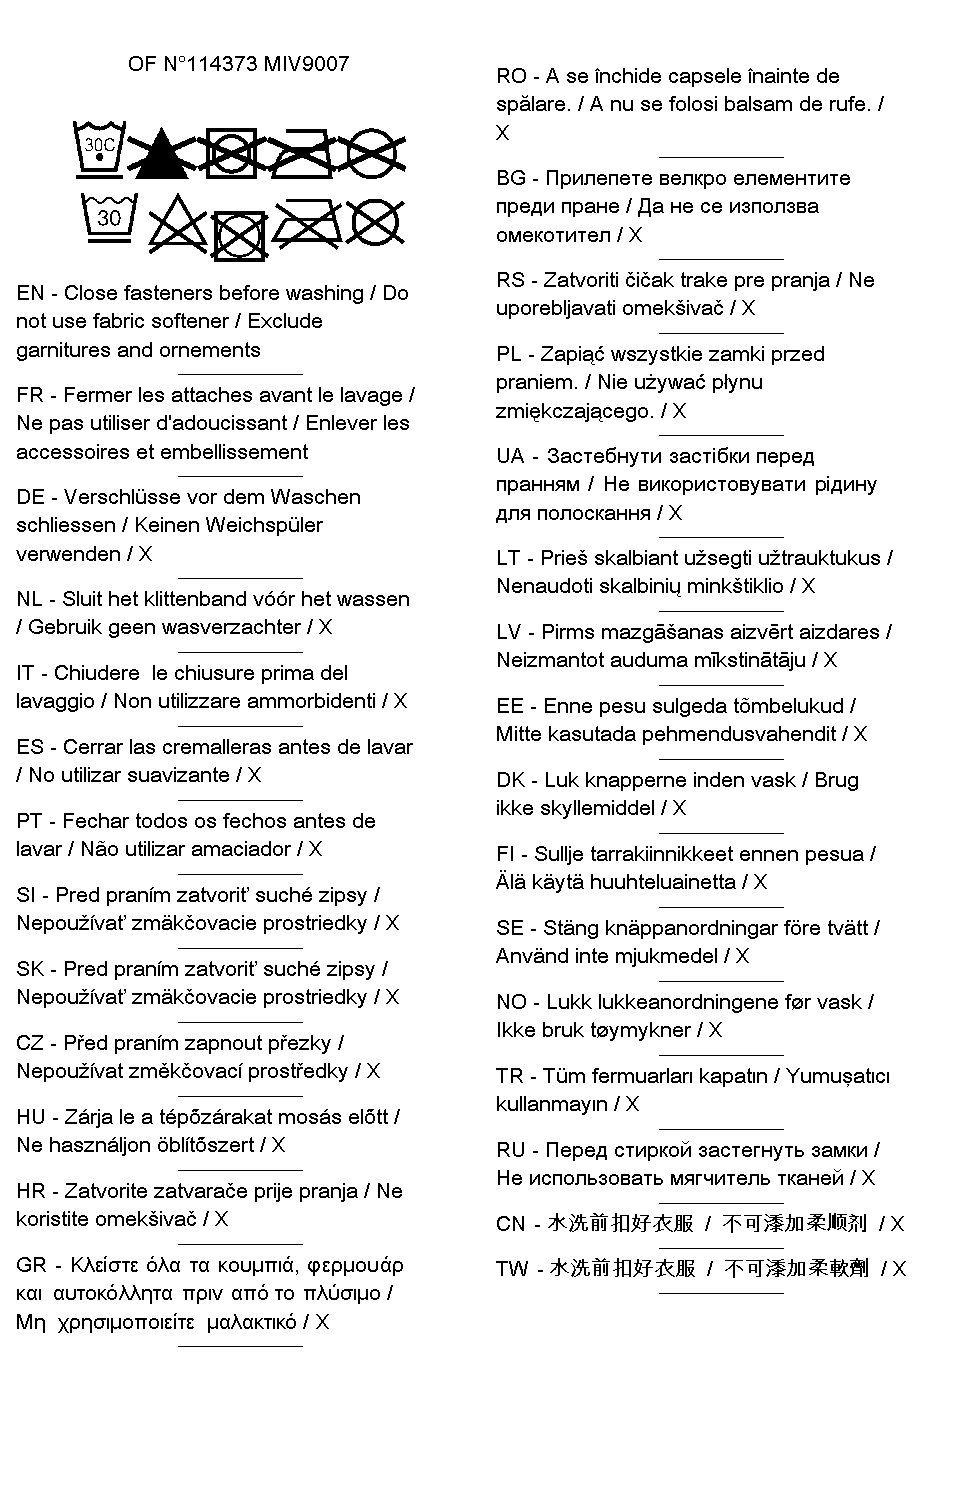 OF N°114373 MIV9007
30C
30
EN - Close fasteners before washing / Do
not use fabric softener / Exclude
garnitures and ornements
FR - Fermer les attaches avant le lavage /
Ne pas utiliser d'adoucissant / Enlever les
accessoires et embellissement
DE - Verschlüsse vor dem Waschen
schliessen / Keinen Weichspüler
verwenden / X
NL - Sluit het klittenband vóór het wassen
/ Gebruik geen wasverzachter / X
IT - Chiudere  le chiusure prima del
lavaggio / Non utilizzare ammorbidenti / X
ES - Cerrar las cremalleras antes de lavar
/ No utilizar suavizante / X
PT - Fechar todos os fechos antes de
lavar / Não utilizar amaciador / X
SI - Pred praním zatvoriť suché zipsy /
Nepoužívať zmäkčovacie prostriedky / X
SK - Pred praním zatvoriť suché zipsy /
Nepoužívať zmäkčovacie prostriedky / X
CZ - Před praním zapnout přezky /
Nepoužívat změkčovací prostředky / X
HU - Zárja le a tépőzárakat mosás előtt /
Ne használjon öblítőszert / X
HR - Zatvorite zatvarače prije pranja / Ne
koristite omekšivač / X
GR - Κλείστε όλα τα κουμπιά, φερμουάρ
και αυτοκόλλητα πριν από το πλύσιμο /
Μη χρησιμοποιείτε μαλακτικό / X
RO - A se închide capsele înainte de
spălare. / A nu se folosi balsam de rufe. /
X
BG - Прилепете велкро елементите
преди пране / Да не се използва
омекотител / X
RS - Zatvoriti čičak trake pre pranja / Ne
uporebljavati omekšivač / X
PL - Zapiąć wszystkie zamki przed
praniem. / Nie używać płynu
zmiękczającego. / X
UA - Застебнути застібки перед
пранням / Не використовувати рідину
для полоскання / X
LT - Prieš skalbiant užsegti užtrauktukus /
Nenaudoti skalbinių minkštiklio / X
LV - Pirms mazgāšanas aizvērt aizdares /
Neizmantot auduma mīkstinātāju / X
EE - Enne pesu sulgeda tõmbelukud /
Mitte kasutada pehmendusvahendit / X
DK - Luk knapperne inden vask / Brug
ikke skyllemiddel / X
FI - Sullje tarrakiinnikkeet ennen pesua /
Älä käytä huuhteluainetta / X
SE - Stäng knäppanordningar före tvätt /
Använd inte mjukmedel / X
NO - Lukk lukkeanordningene før vask /
Ikke bruk tøymykner / X
TR - Tüm fermuarları kapatın / Yumuşatıcı
kullanmayın / X
RU - Перед стиркой застегнуть замки /
Не использовать мягчитель тканей / X
CN - 水洗前扣好衣服 / 不可添加柔顺剂 / X
TW - 水洗前扣好衣服 / 不可添加柔軟劑 / X